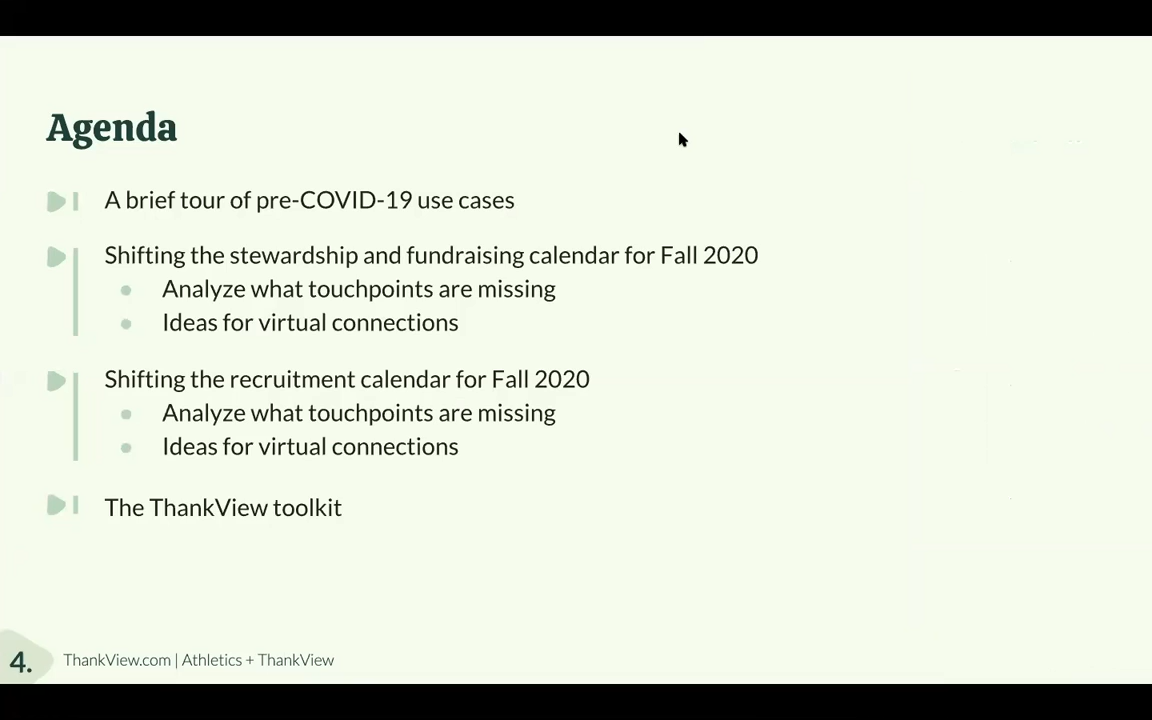 Agenda
A brief tour of pre-COVID-19 use cases
Shifting the stewardship and fundraising calendar for Fall 2020
Analyze what touchpoints are missing
Ideas for virtual connections
Shifting the recruitment calendar for Fall 2020
Analyze what touchpoints are missing
Ideas for virtual connections
The ThankView toolkit
4. ThankView.com | Athletics + ThankView